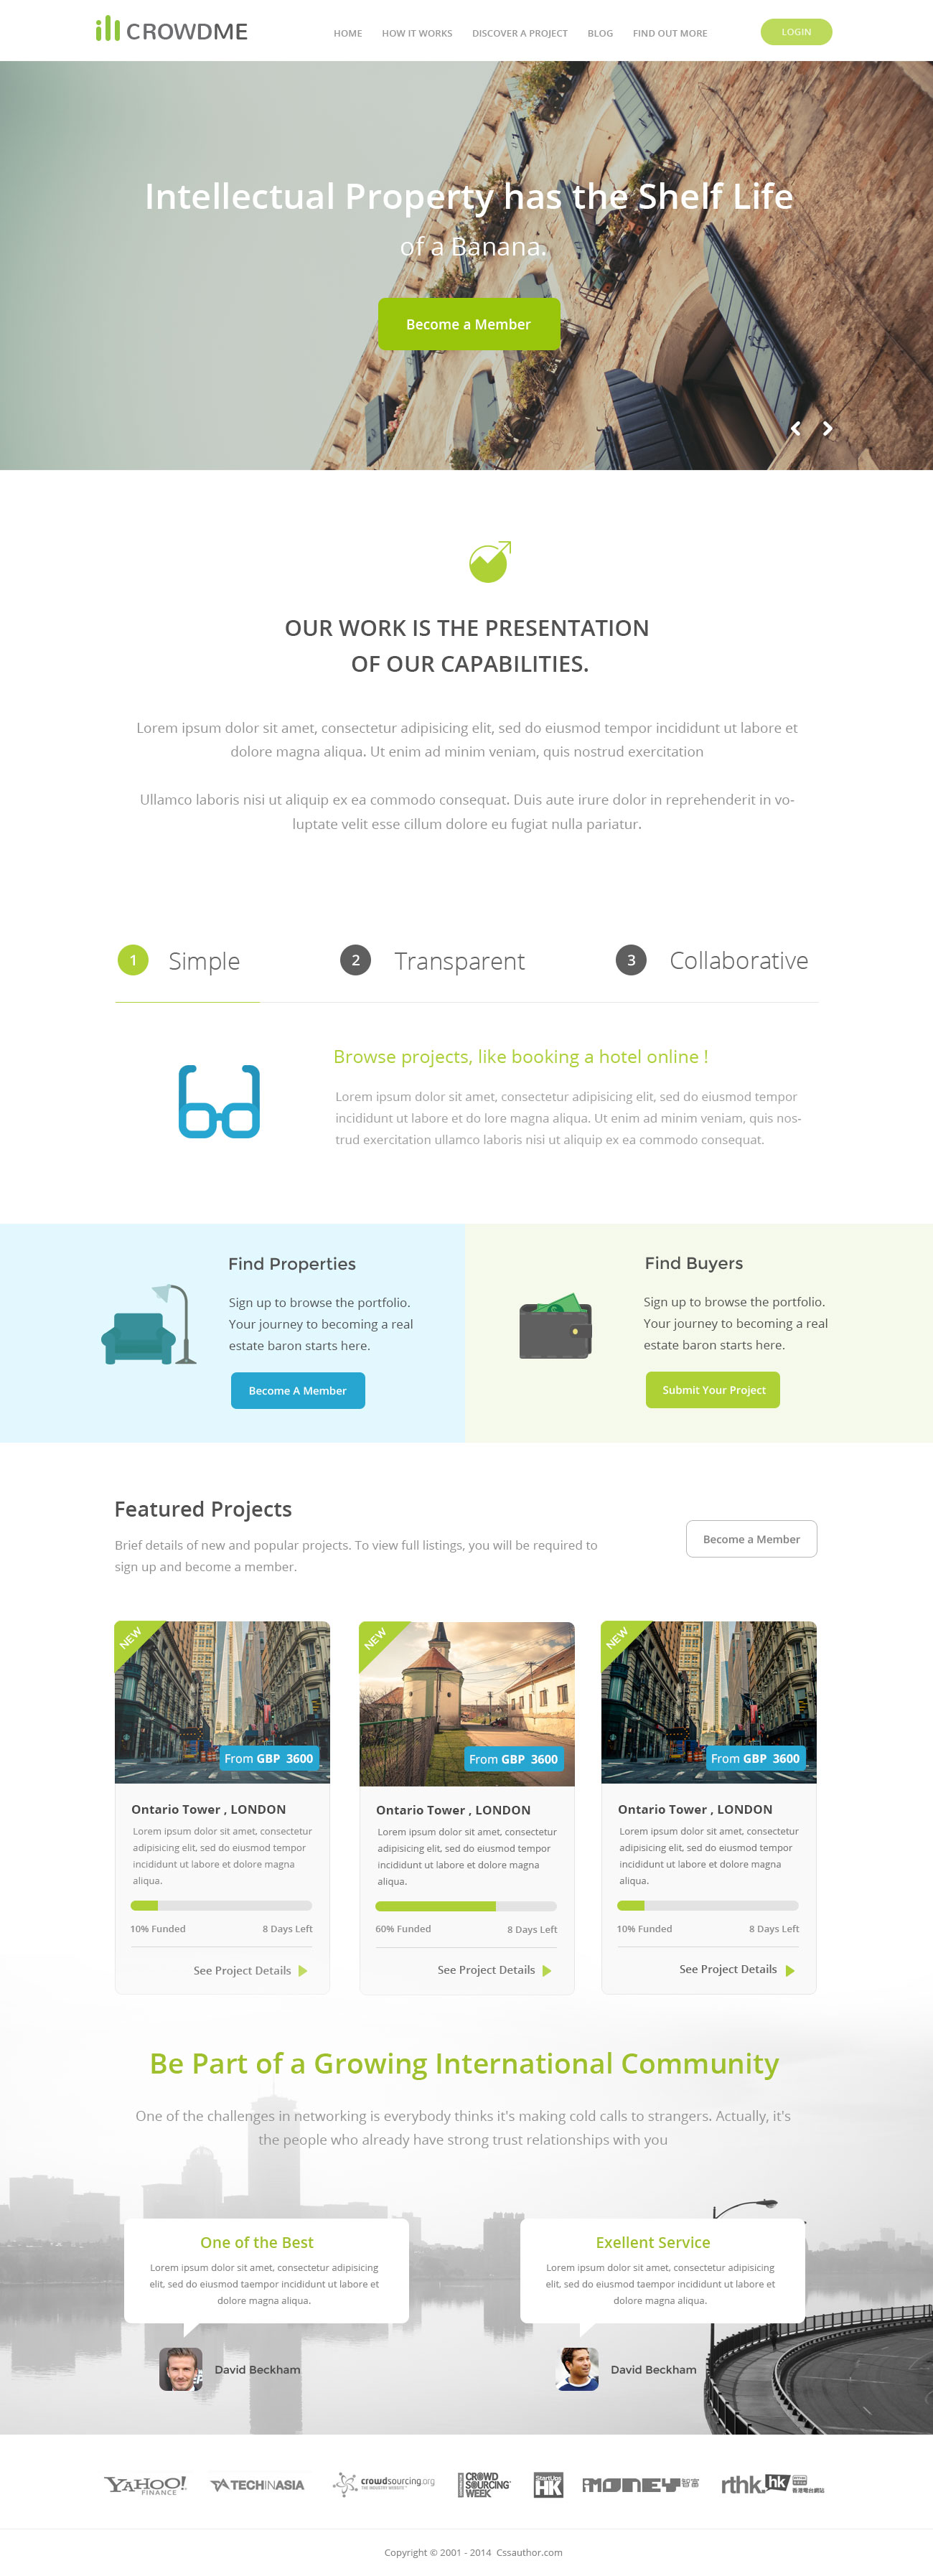 CROWDME
HOME HOW IT WORKS DISCOVER A PROJECT BLOG FIND OUT MORE LOGIN
Intellectual Property has the Shelf Life
of a Banana.
Become a Member
OUR WORK IS THE PRESENTATION
OF OUR CAPABILITIES.
Lorem ipsum dolor sit amet, consectetur adipisicing elit, sed do eiusmod tempor incididunt ut labore et
dolore magna aliqua. Ut enim ad minim veniam, quis nostrud exercitation
Ullamco laboris nisi ut aliquip ex ea commodo consequat. Duis aute irure dolor in reprehenderit in vo-
luptate velit esse cillum dolore eu fugiat nulla pariatur.
1 Simple 2 Transparent 3 Collaborative
Browse projects, like booking a hotel online !
Lorem ipsum dolor sit amet, consectetur adipisicing elit, sed do eiusmod tempor
incididunt ut labore et do lore magna aliqua. Ut enim ad minim veniam, quis nos-
trud exercitation ullamco laboris nisi ut aliquip ex ea commodo consequat.
Find Properties
Sign up to browse the portfolio.
Your journey to becoming a real
estate baron starts here.
Become A Member
Find Buyers
Sign up to browse the portfolio.
Your journey to becoming a real
estate baron starts here.
Submit Your Project
Featured Projects
Brief details of new and popular projects. To view full listings, you will be required to
sign up and become a member.
Become a Member
NEW
From GBP 3600
Ontario Tower , LONDON
Lorem ipsum dolor sit amet, consectetur
adipisicing elit, sed do eiusmod tempor
incididunt ut labore et dolore magna
aliqua.
10% Funded 8 Days Left
See Project Details
NEW
From GBP 3600
Ontario Tower , LONDON
Lorem ipsum dolor sit amet, consectetur
adipisicing elit, sed do eiusmod tempor
incididunt ut labore et dolore magna
aliqua.
60% Funded 8 Days Left
See Project Details
NEW
From GBP 3600
Ontario Tower , LONDON
Lorem ipsum dolor sit amet, consectetur
adipisicing elit, sed do eiusmod tempor
incididunt ut labore et dolore magna
aliqua.
10% Funded 8 Days Left
See Project Details
Be Part of a Growing International Community
One of the challenges in networking is everybody thinks it's making cold calls to strangers. Actually, it's
the people who already have strong trust relationships with you
One of the Best
Lorem ipsum dolor sit amet, consectetur adipisicing
elit, sed do eiusmod taempor incididunt ut labore et
dolore magna aliqua.
David Beckham
Exellent Service
Lorem ipsum dolor sit amet, consectetur adipisicing
elit, sed do eiusmod taempor incididunt ut labore et
dolore magna aliqua.
David Beckham
YAHOO!
FINANCE
TECHINASIA
crowdsourcing.org
THE INDUSTRY WEBSITE
CROWD
SOURCING
WEEK
StartUps
HK
iMONEY 智富
rthk.hk
香港電台網站
Copyright © 2001 - 2014 Cssauthor.com